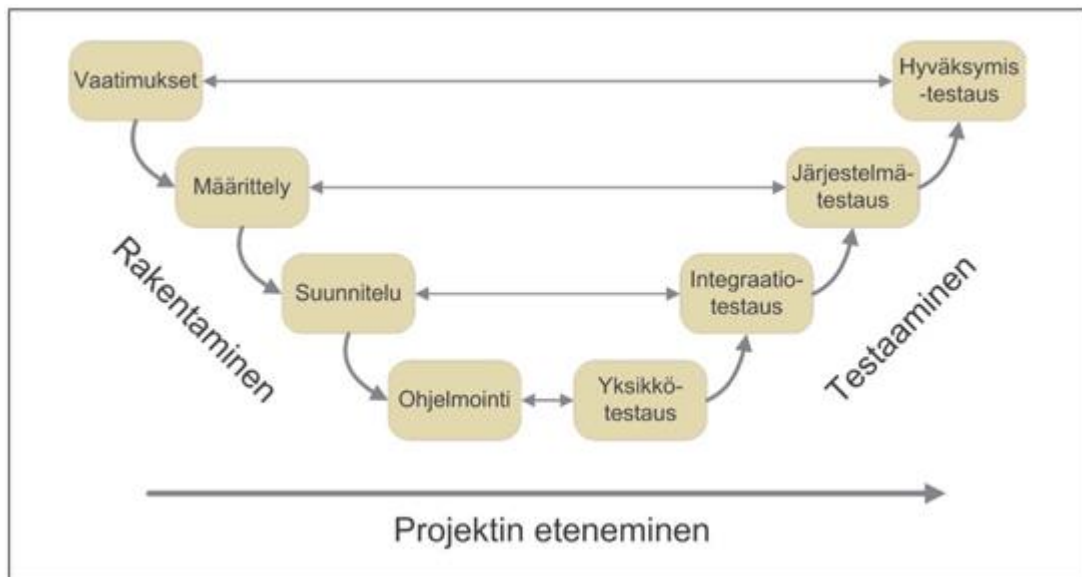 Vaatimukset
Hyväksymis
-testaus
Määrittely
Järjestelmä-
testaus
Rakentaminen
Suunnitelu
Integraatio-
testaus
Testaaminen
Ohjelmointi
Yksikkö-
testaus
Projektin eteneminen